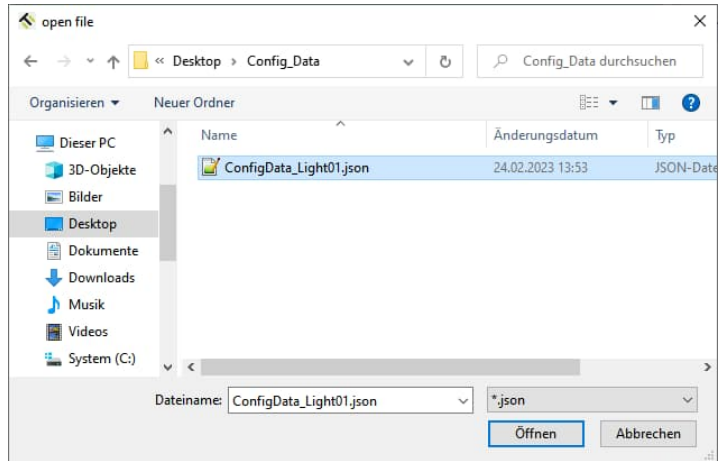 open file
« Desktop › Config_Data
Config_Data durchsuchen
Organisieren
Neuer Ordner
Dieser PC
3D-Objekte
Bilder
Desktop
Dokumente
Downloads
Musik
Videos
System (C:)
Name Änderungsdatum Typ
ConfigData_Light01.json 24.02.2023 13:53 JSON-Date
Dateiname: ConfigData_Light01.json *.json
Öffnen Abbrechen